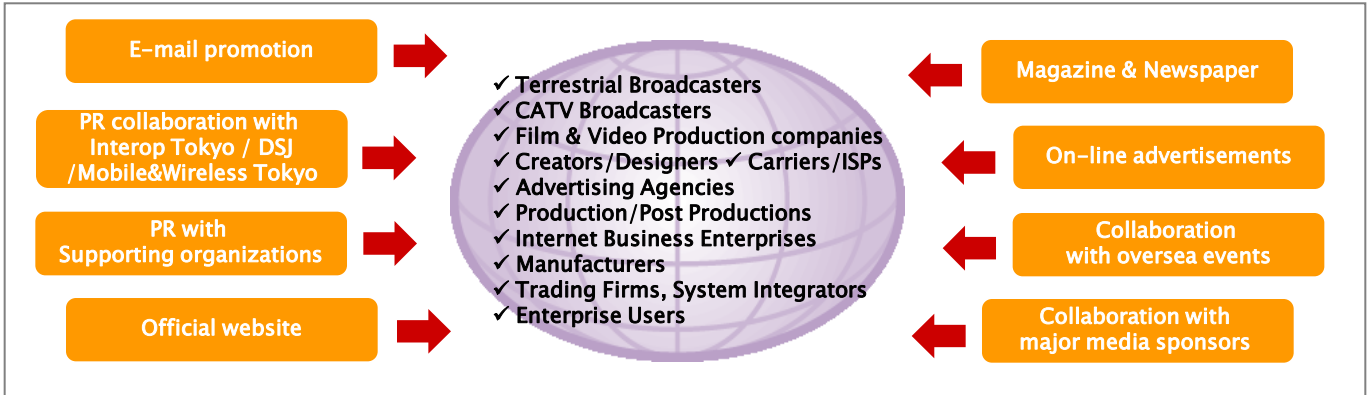 E-mail promotion
PR collaboration with
Interop Tokyo / DSJ
/Mobile&Wireless Tokyo
PR with
Supporting organizations
Official website
✓ Terrestrial Broadcasters
✓ CATV Broadcasters
✓ Film & Video Production companies
✓ Creators/Designers ✓ Carriers/ISPs
✓ Advertising Agencies
✓ Production/Post Productions
✓ Internet Business Enterprises
✓ Manufacturers
✓ Trading Firms, System Integrators
✓ Enterprise Users
Magazine & Newspaper
On-line advertisements
Collaboration
with oversea events
Collaboration with
major media sponsors